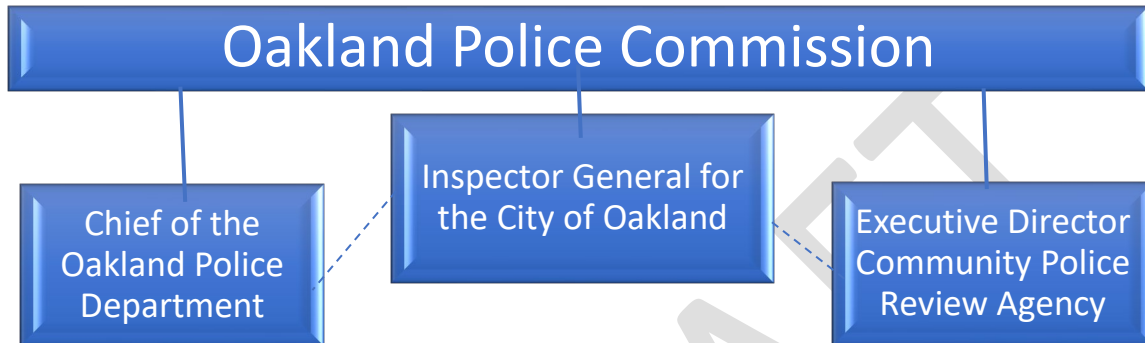 Oakland Police Commission
Inspector General for
the City of Oakland
Chief of the
Oakland Police
Department
Executive Director
Community Police
Review Agency